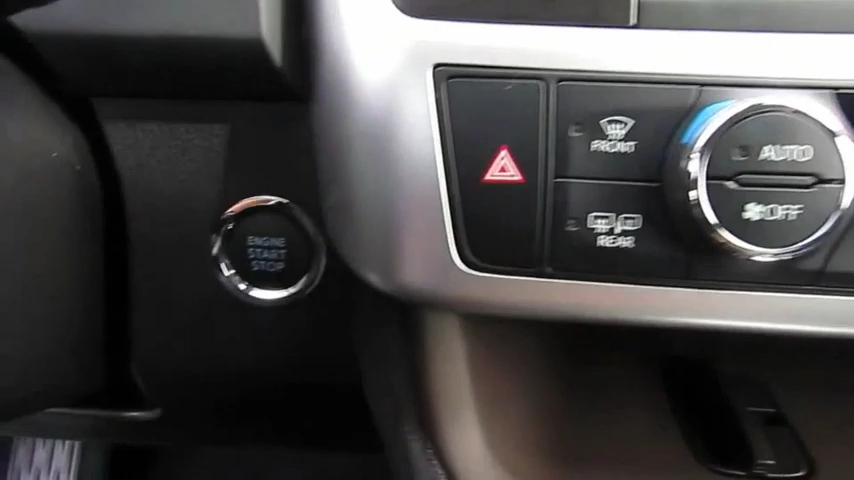 ENGINE
START
STOP
FRONT
REAR
AUTO
OFF